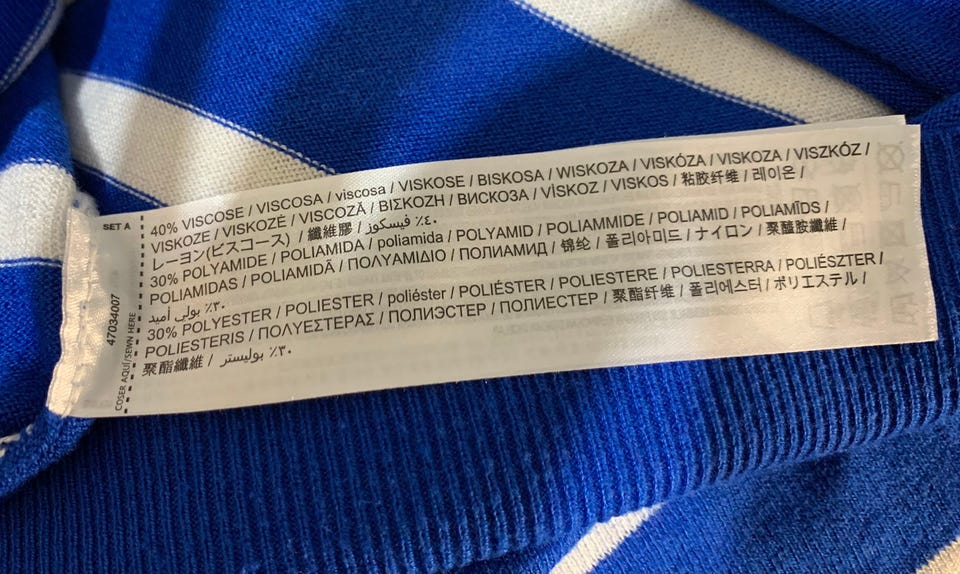 SET A
47034007
COSER AQUÍ/SEWN HERE
40% VISCOSE / VISCOSA / viscosa / VISKOSE / BISKOSA / WISKOZA / VISKÓZA / VISKOZA / VISZKÓZ /
VISKOZE / VISKOZĖ / VISCOZĂ / ΒΙΣΚΟΖΗ / ВИСКОЗА / VİSKOZ / VISKOS / 粘胶纤维 / 레이온 /
レーヨン(ビスコース) / 纖維膠 / ٤٠٪ فيسكوز
30% POLYAMIDE / POLIAMIDA / poliamida / POLYAMID / POLIAMMIDE / POLIAMID / POLIAMĪDS /
POLIAMIDAS / POLIAMIDĂ / ΠΟΛΥΑΜΙΔΙΟ / ПОЛИАМИД / 锦纶 / 폴리아미드 / ナイロン / 聚醯胺纖維 /
٣٠٪ بولى أميد
30% POLYESTER / POLIESTER / poliéster / POLIÉSTER / POLIESTERE / POLIESTERRA / POLIÉSZTER /
POLIESTERIS / ΠΟΛΥΕΣΤΕΡΑΣ / ПОЛИЭСТЕР / ПОЛИЕСТЕР / 聚酯纤维 / 폴리에스터 / ポリエステル /
聚酯纖維 / ٣٠٪ بوليستر